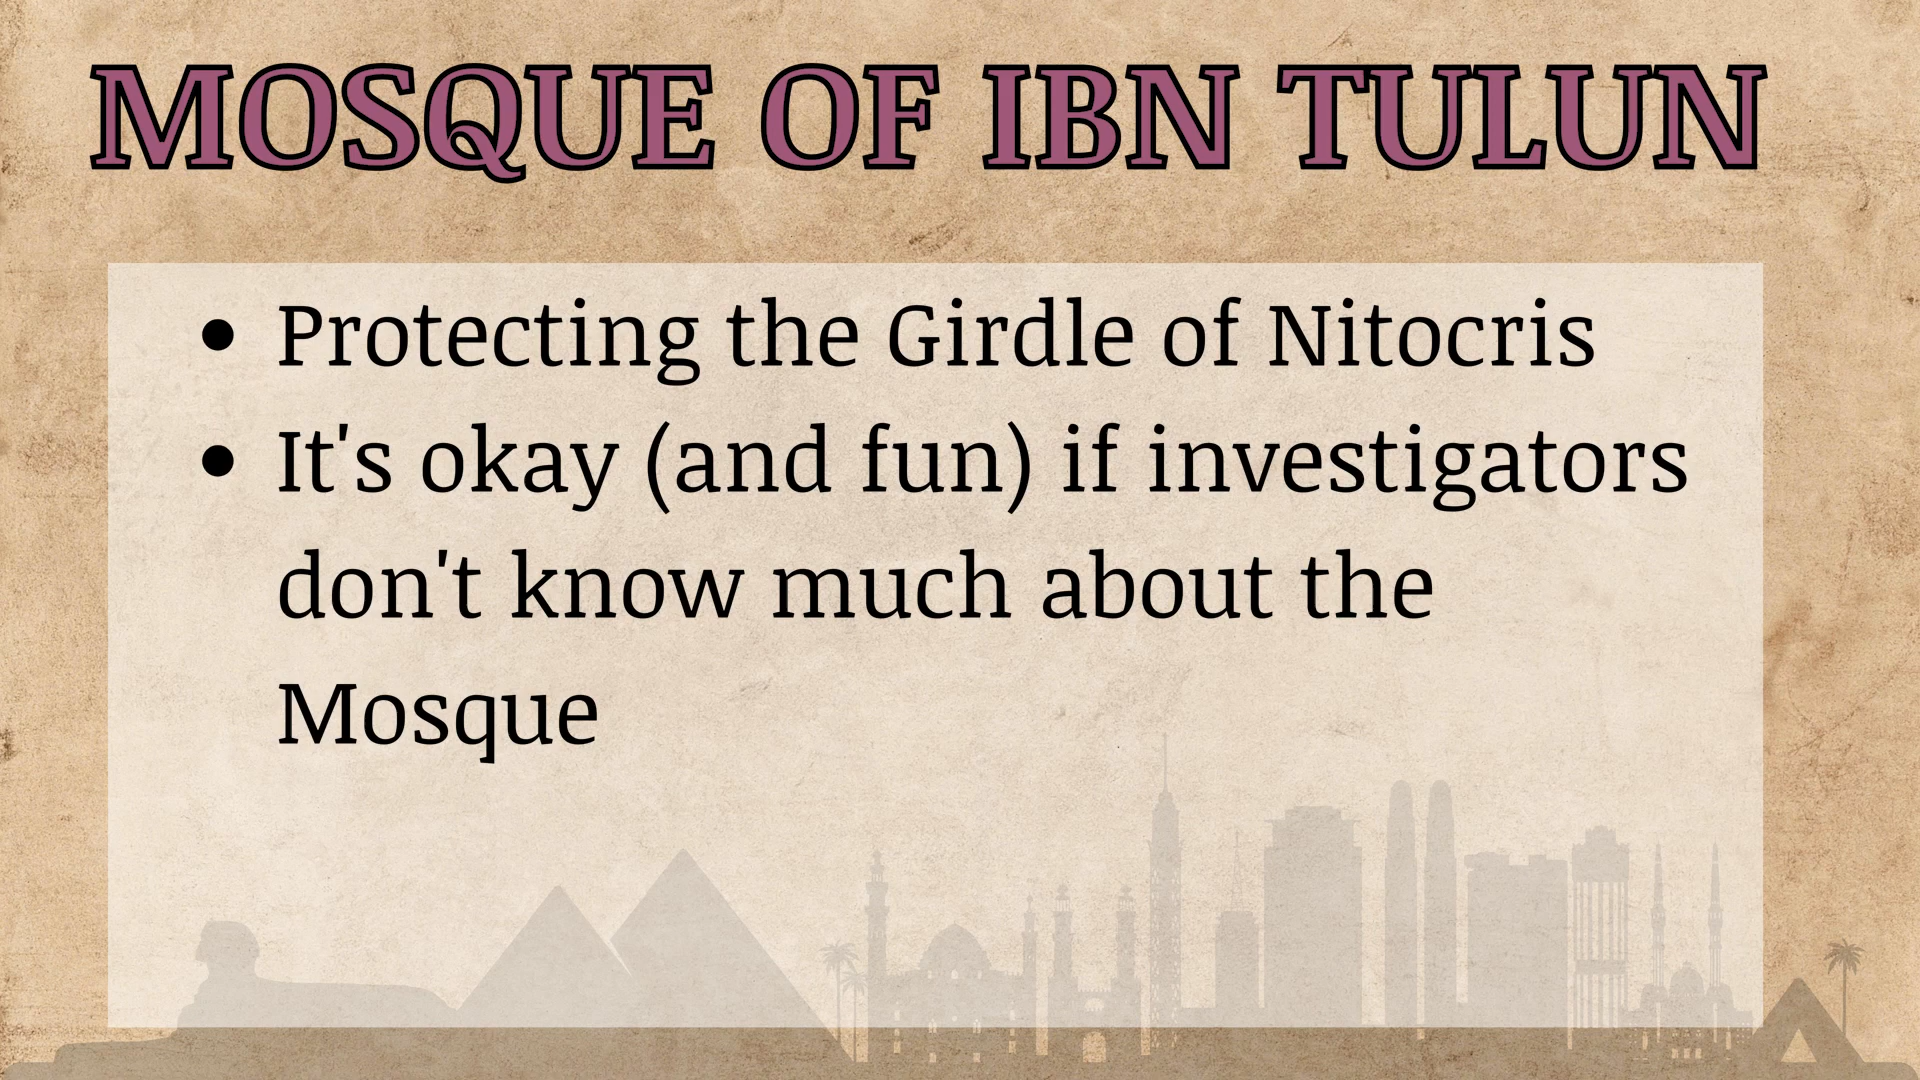 MOSQUE OF IBN TULUN
• Protecting the Girdle of Nitocris
• It's okay (and fun) if investigators
don't know much about the
Mosque